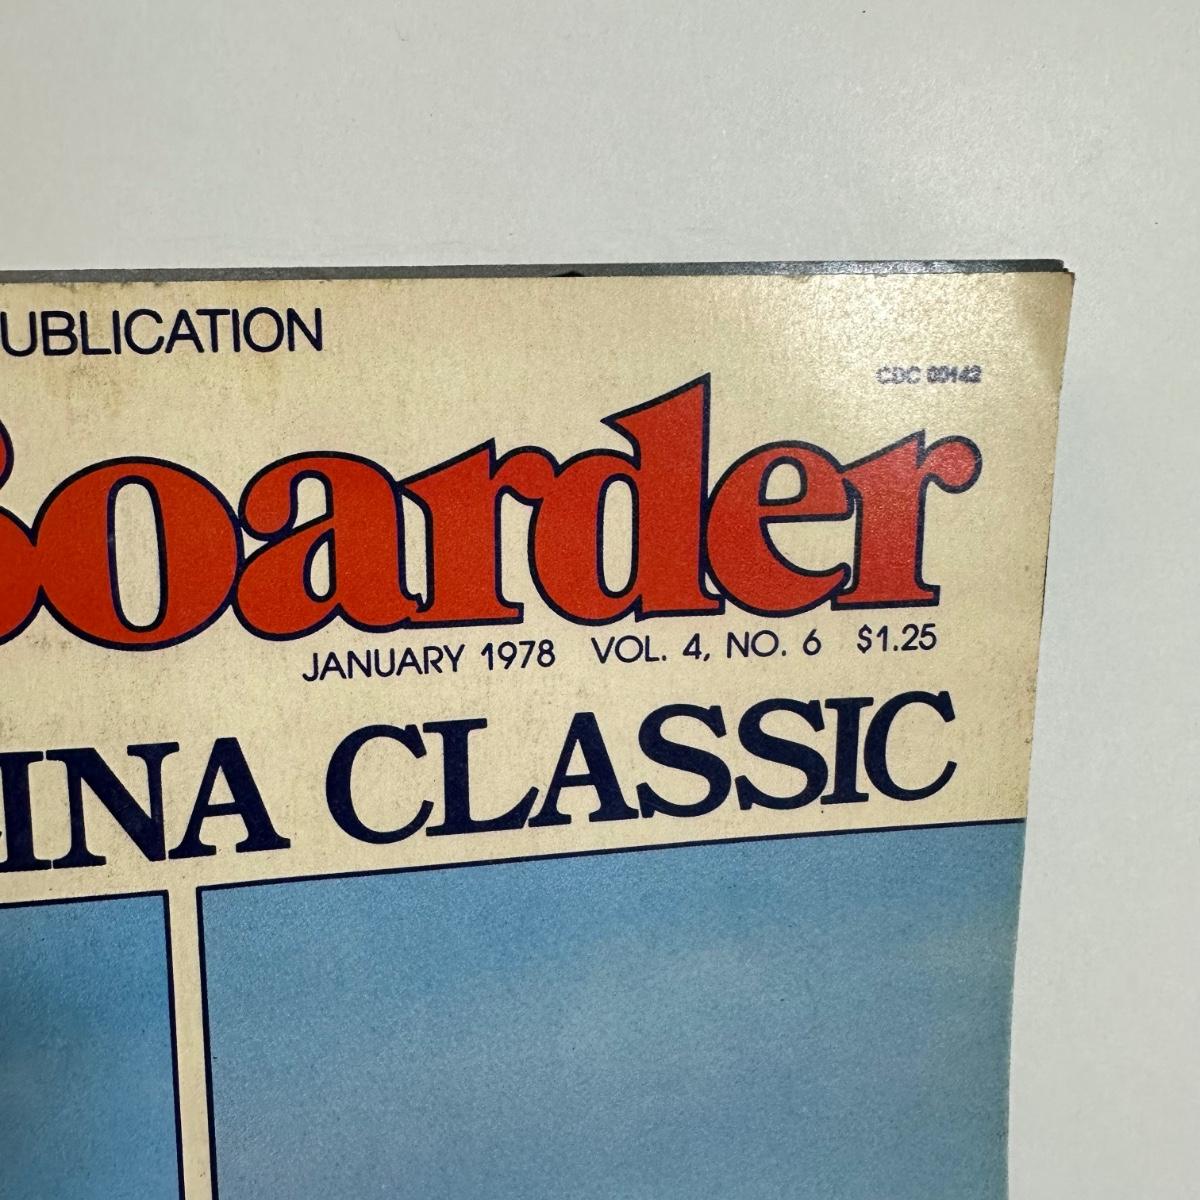 UBLICATION
CDC 00142
Boarder
JANUARY 1978 VOL. 4, NO. 6 $1.25
INA CLASSIC